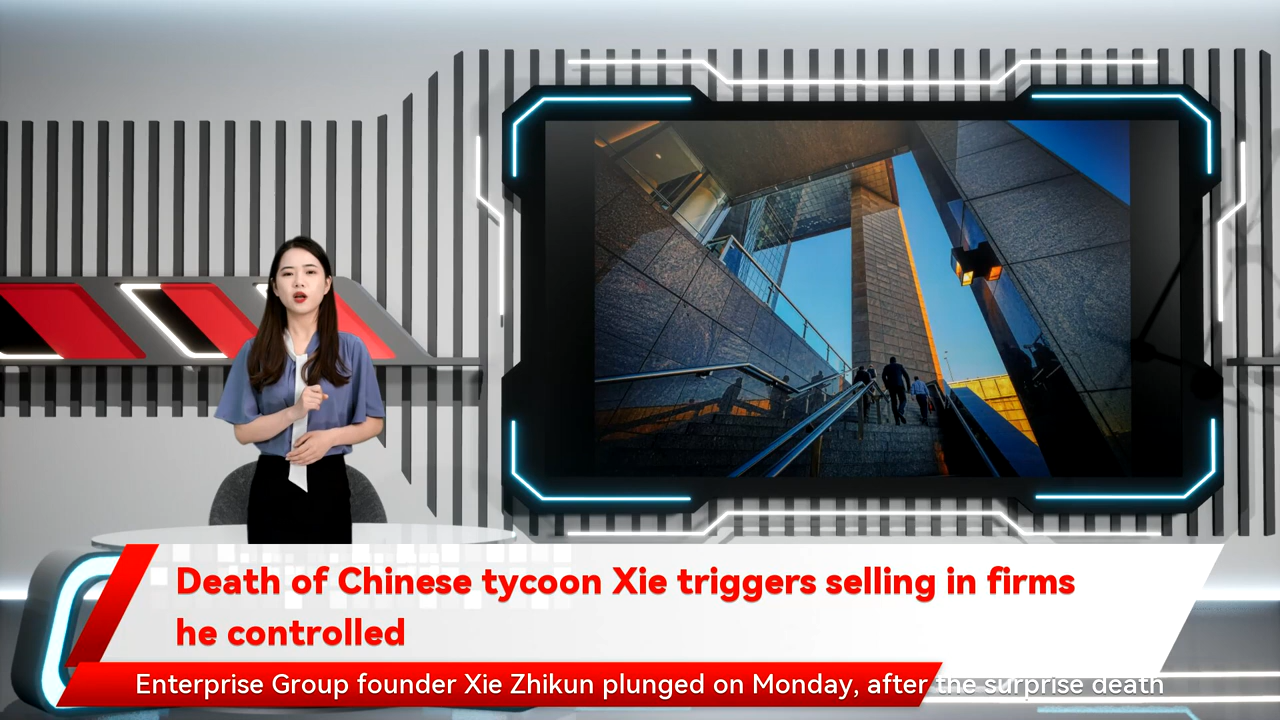 Death of Chinese tycoon Xie triggers selling in firms
he controlled
Enterprise Group founder Xie Zhikun plunged on Monday, after the surprise death